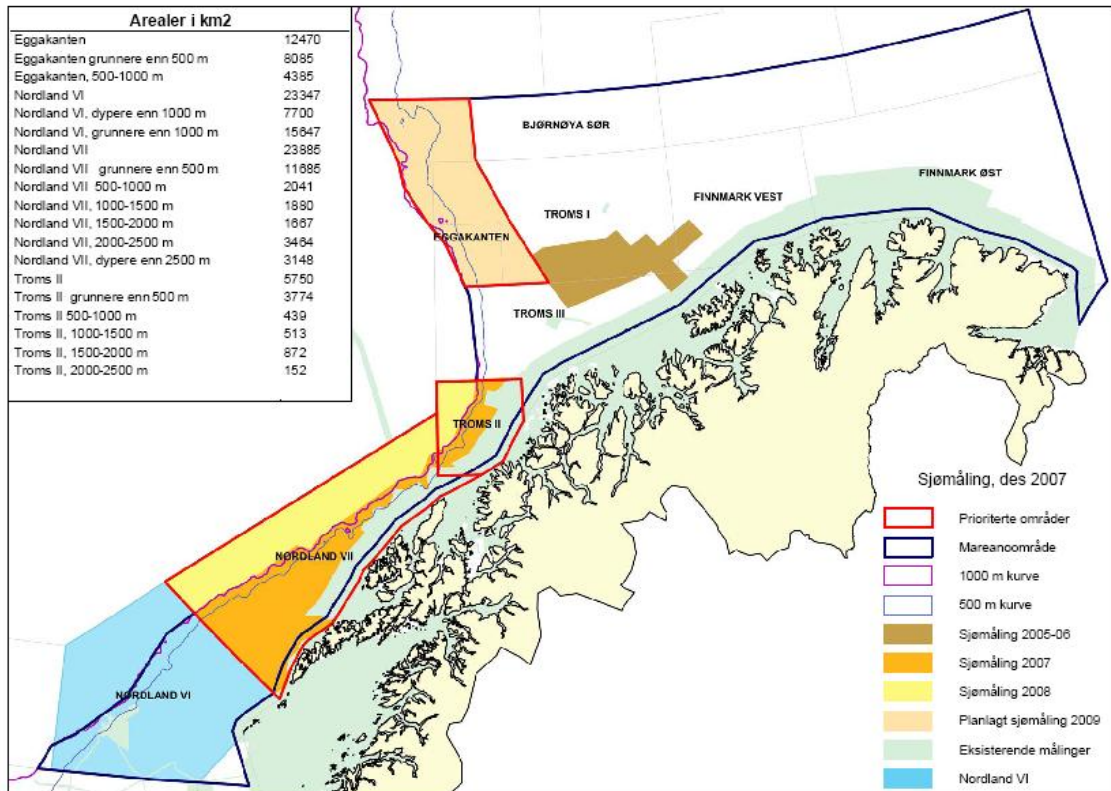 Arealer i km2
Eggakanten 12470
Eggakanten grunnere enn 500 m 8085
Eggakanten, 500-1000 m 4385
Nordland VI 23347
Nordland VI, dypere enn 1000 m 7700
Nordland VI, grunnere enn 1000 m 15647
Nordland VII 23885
Nordland VII grunnere enn 500 m 11685
Nordland VII 500-1000 m 2041
Nordland VII, 1000-1500 m 1880
Nordland VII, 1500-2000 m 1667
Nordland VII, 2000-2500 m 3464
Nordland VII, dypere enn 2500 m 3148
Troms II 5750
Troms II grunnere enn 500 m 3774
Troms II 500-1000 m 439
Troms II, 1000-1500 m 513
Troms II, 1500-2000 m 872
Troms II, 2000-2500 m 152
BJØRNØYA SØR
FINNMARK ØST
FINNMARK VEST
TROMS I
EGGAKANTEN
TROMS III
TROMS II
NORDLAND VII
NORDLAND VI
Sjømåling, des 2007
Prioriterte områder
Mareanoområde
1000 m kurve
500 m kurve
Sjømåling 2005-06
Sjømåling 2007
Sjømåling 2008
Planlagt sjømåling 2009
Eksisterende målinger
Nordland VI